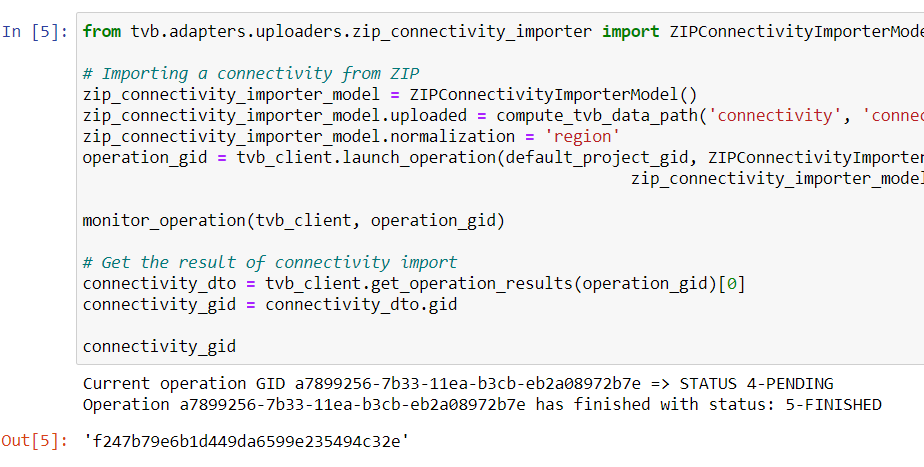 In [5]: from tvb.adapters.uploaders.zip_connectivity_importer import ZIPConnectivityImporterMode
# Importing a connectivity from ZIP
zip_connectivity_importer_model = ZIPConnectivityImporterModel()
zip_connectivity_importer_model.uploaded = compute_tvb_data_path('connectivity', 'connec
zip_connectivity_importer_model.normalization = 'region'
operation_gid = tvb_client.launch_operation(default_project_gid, ZIPConnectivityImporter
zip_connectivity_importer_model
monitor_operation(tvb_client, operation_gid)
# Get the result of connectivity import
connectivity_dto = tvb_client.get_operation_results(operation_gid)[0]
connectivity_gid = connectivity_dto.gid
connectivity_gid
Current operation GID a7899256-7b33-11ea-b3cb-eb2a08972b7e => STATUS 4-PENDING
Operation a7899256-7b33-11ea-b3cb-eb2a08972b7e has finished with status: 5-FINISHED
Out[5]: 'f247b79e6b1d449da6599e235494c32e'